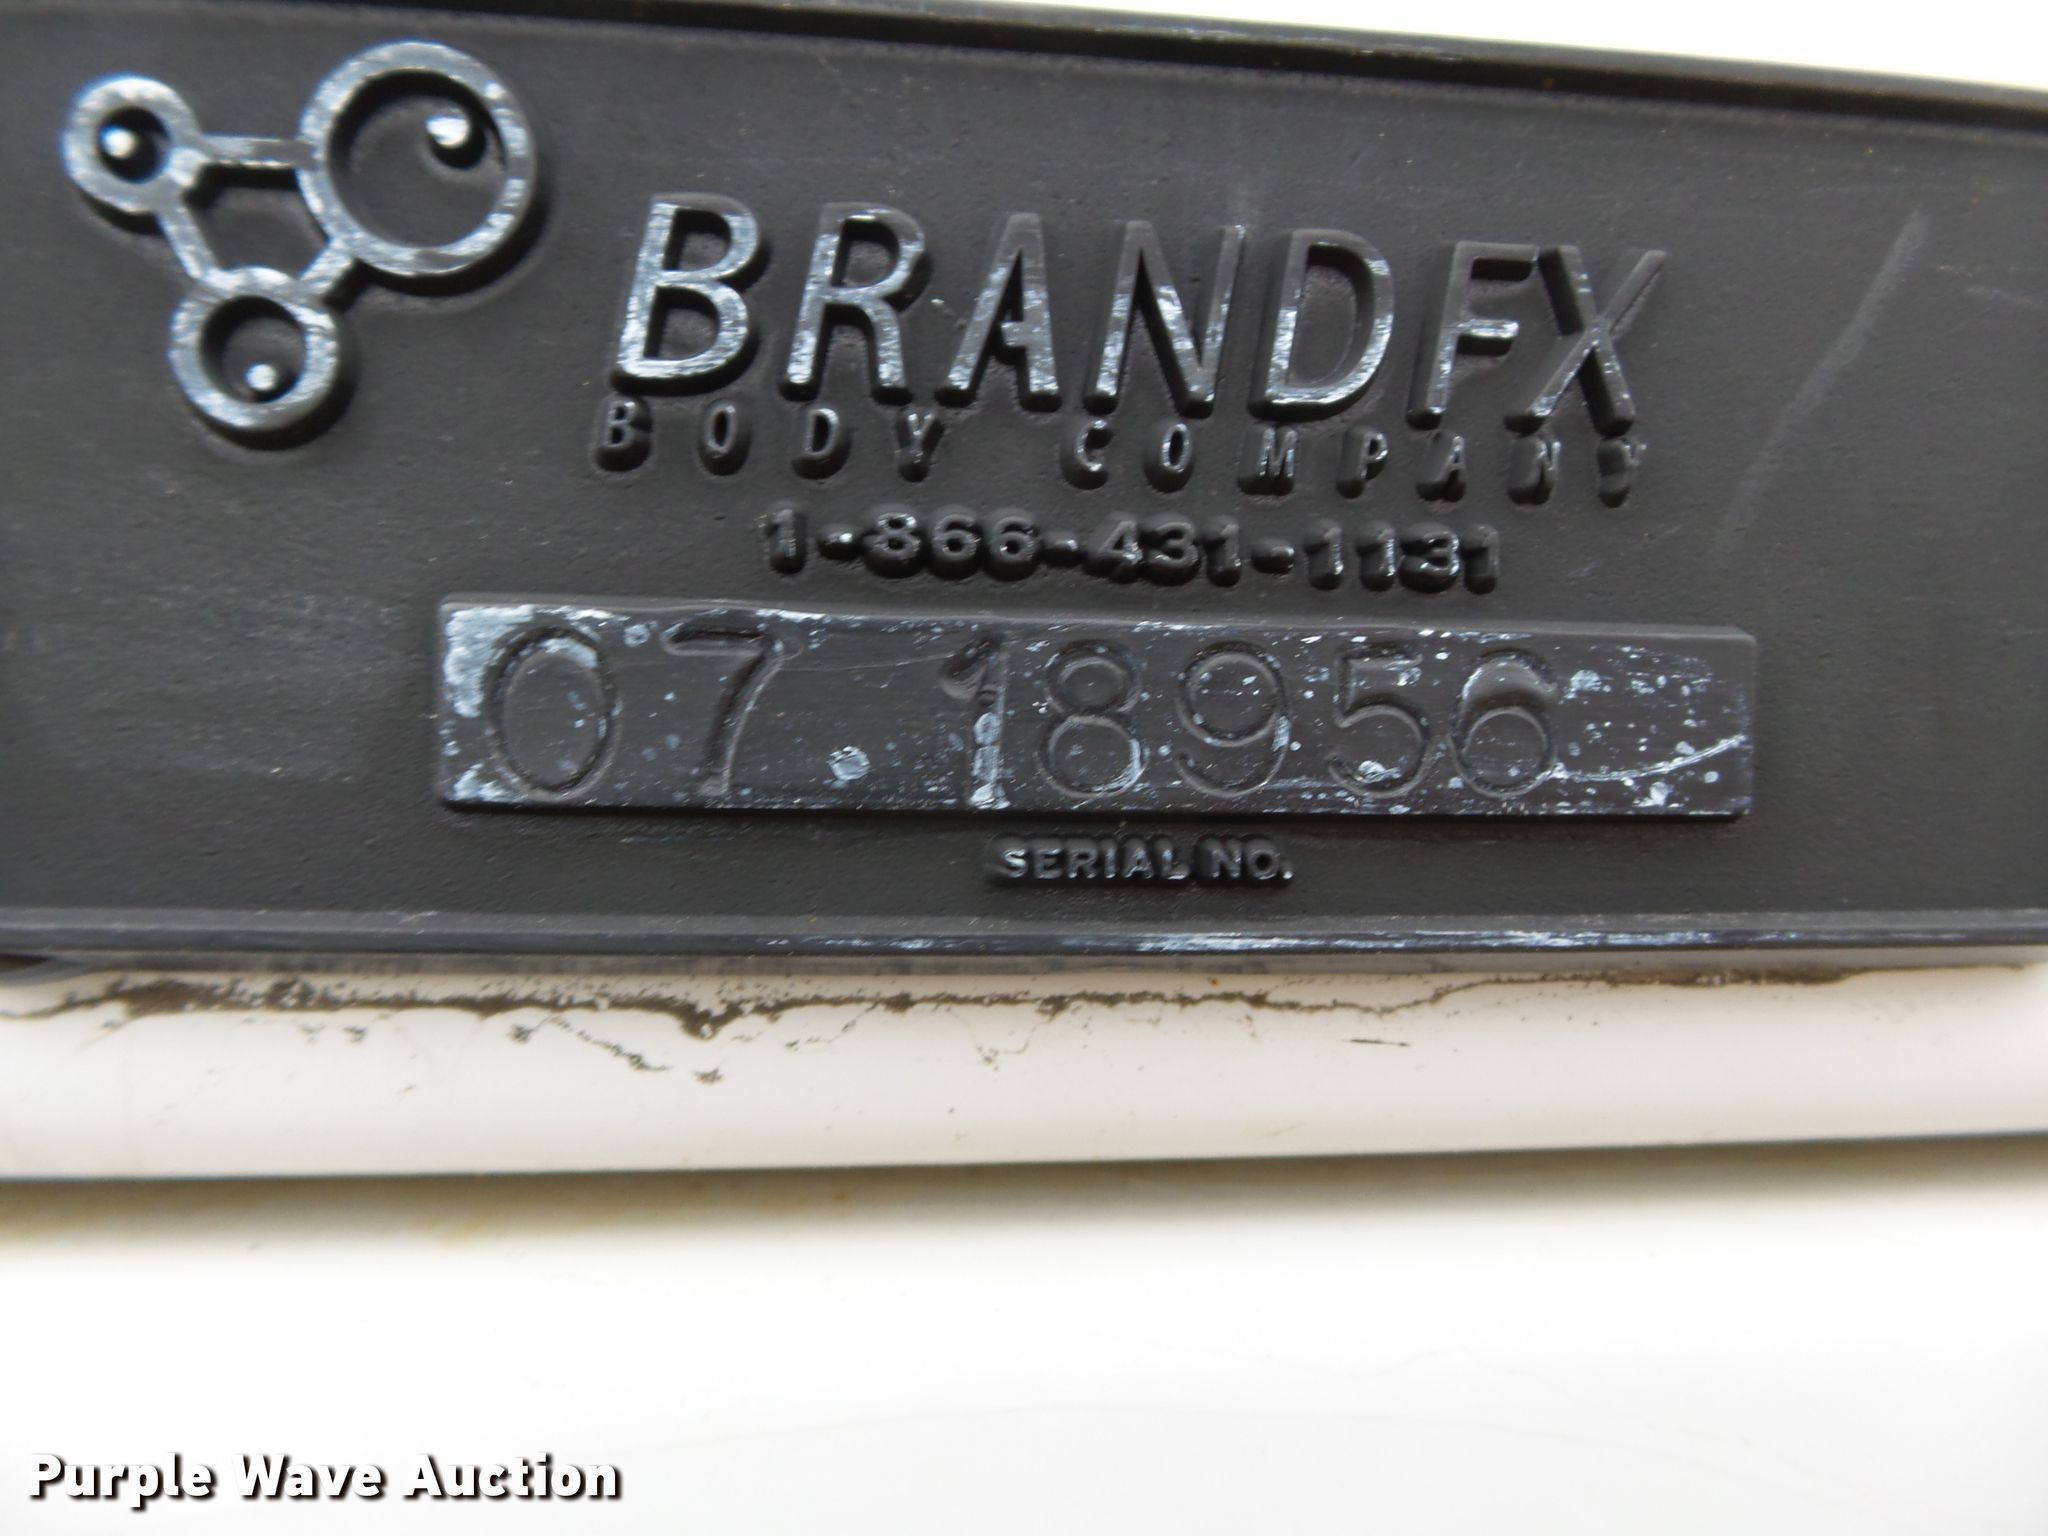 BRANDFX
BODY COMPANY
1-866-431-1131
07 18956
SERIAL NO.
Purple Wave Auction